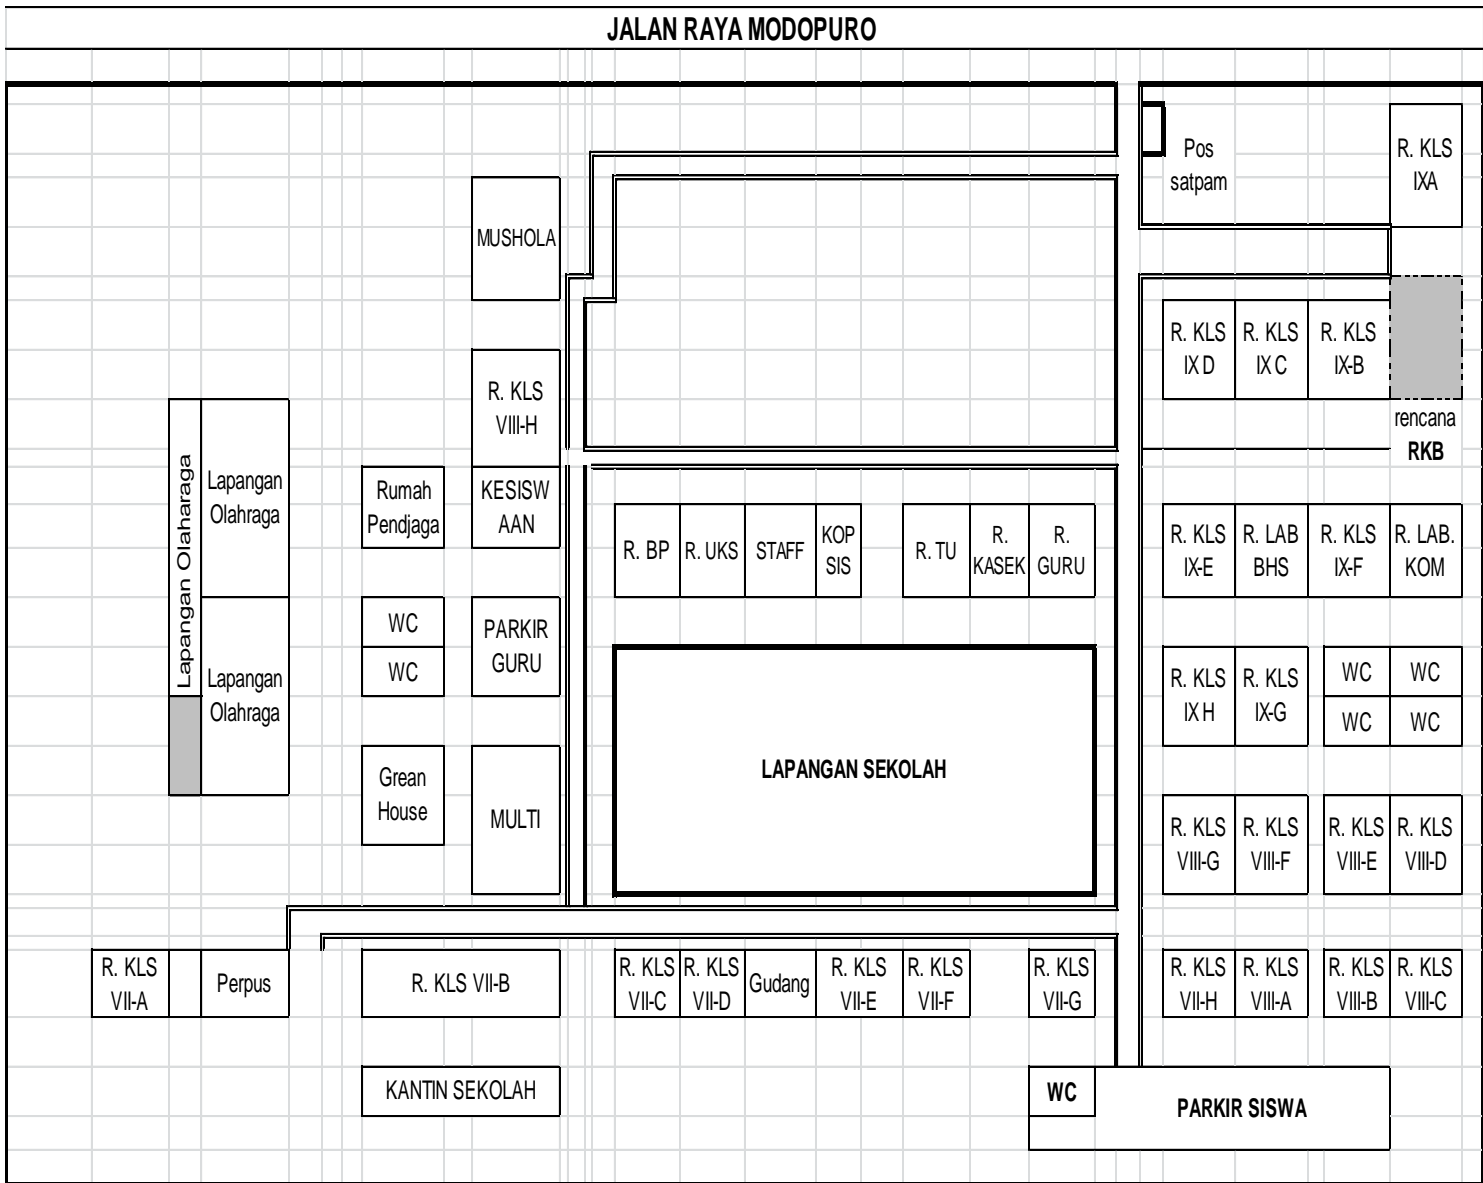 JALAN RAYA MODOPURO
Pos
satpam
R. KLS
IXA
MUSHOLA
R. KLS
IX D
R. KLS
IX C
R. KLS
IX-B
rencana
RKB
R. KLS
VIII-H
Lapangan Olaharaga
Lapangan
Olahraga
Rumah
Pendjaga
KESISW
AAN
R. BP
R. UKS
STAFF
KOP
SIS
R. TU
R.
KASEK
R.
GURU
R. KLS
IX-E
R. LAB
BHS
R. KLS
IX-F
R. LAB.
KOM
Lapangan
Olahraga
WC
WC
PARKIR
GURU
R. KLS
IX H
R. KLS
IX-G
WC
WC
WC
WC
LAPANGAN SEKOLAH
Grean
House
MULTI
R. KLS
VIII-G
R. KLS
VIII-F
R. KLS
VIII-E
R. KLS
VIII-D
R. KLS
VII-A
Perpus
R. KLS VII-B
R. KLS
VII-C
R. KLS
VII-D
Gudang
R. KLS
VII-E
R. KLS
VII-F
R. KLS
VII-G
R. KLS
VII-H
R. KLS
VIII-A
R. KLS
VIII-B
R. KLS
VIII-C
KANTIN SEKOLAH
WC
PARKIR SISWA